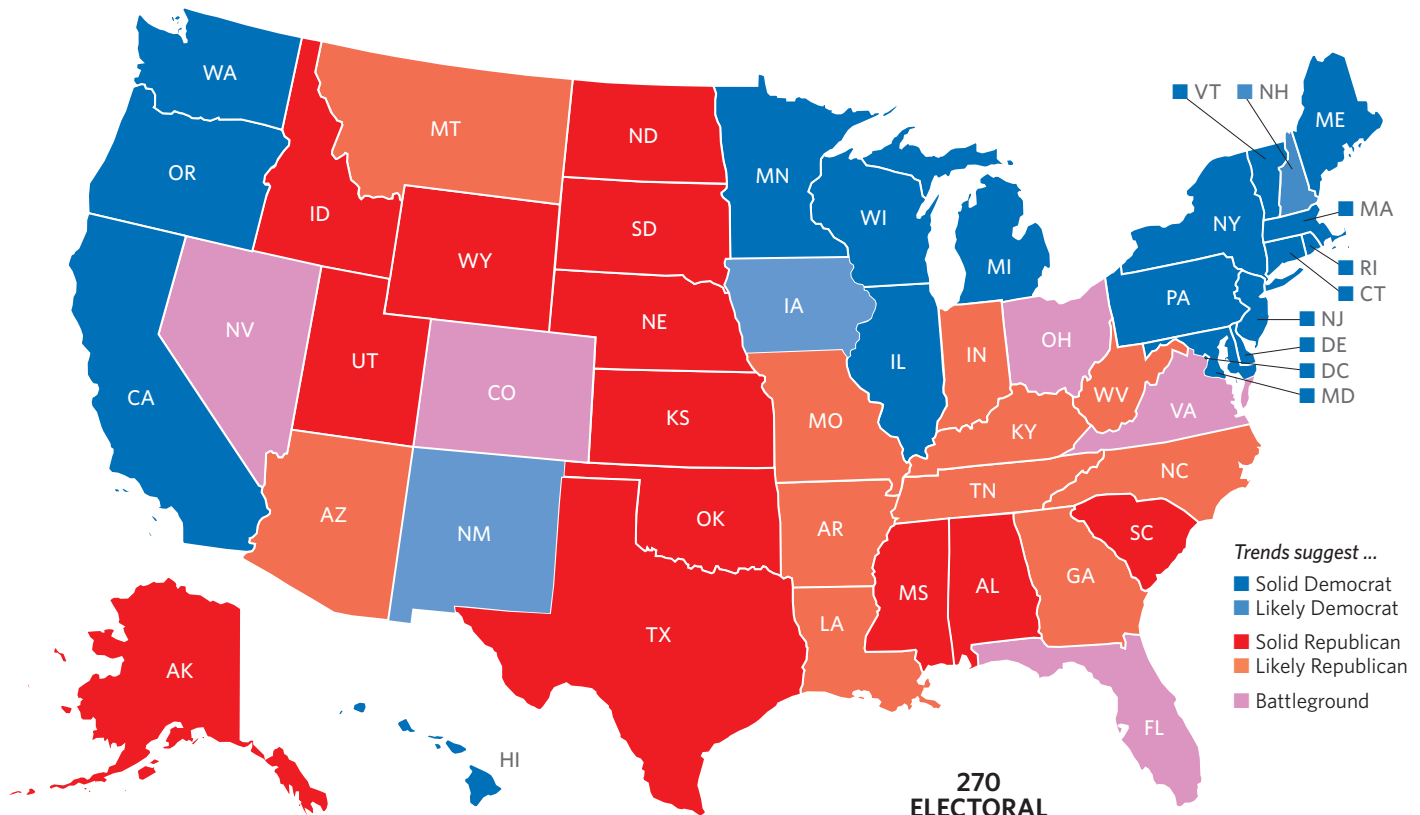 WA
VT
NH
ME
MT
ND
OR
MN
ID
SD
WI
NY
MA
WY
MI
RI
CT
PA
NE
IA
NJ
NV
OH
DE
UT
IN
IL
DC
CO
MD
CA
WV
VA
KS
MO
KY
NC
TN
AZ
OK
AR
NM
SC
GA
MS
AL
LA
TX
AK
FL
HI
Trends suggest ...
Solid Democrat
Likely Democrat
Solid Republican
Likely Republican
Battleground
270
ELECTORAL